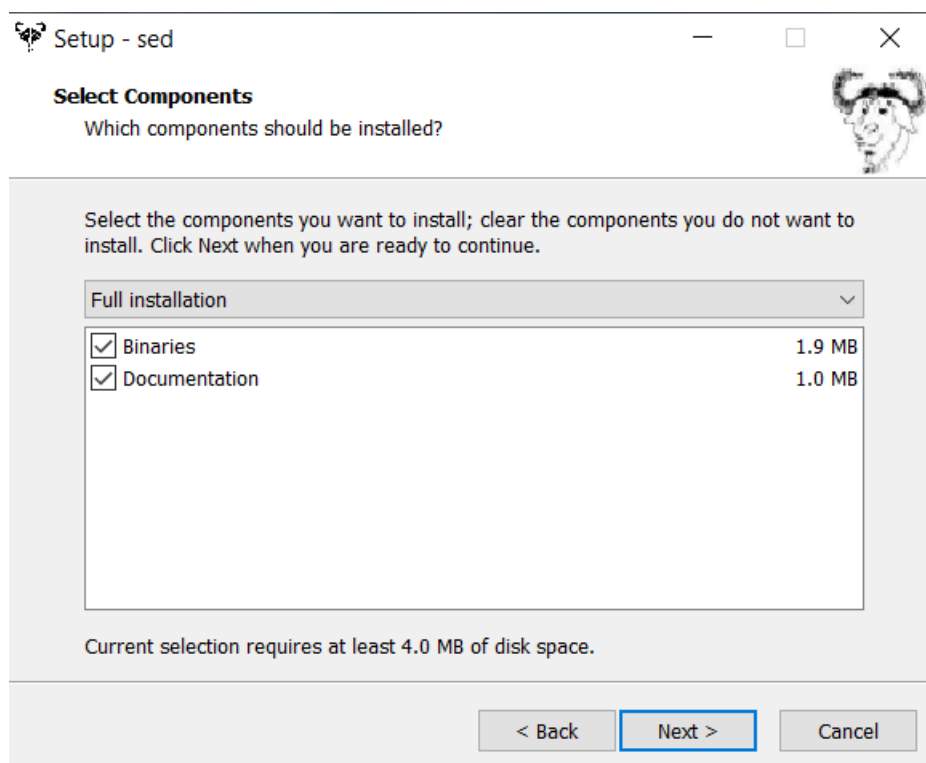 Setup - sed
Select Components
Which components should be installed?
Select the components you want to install; clear the components you do not want to
install. Click Next when you are ready to continue.
Full installation
Binaries 1.9 MB
Documentation 1.0 MB
Current selection requires at least 4.0 MB of disk space.
< Back Next > Cancel